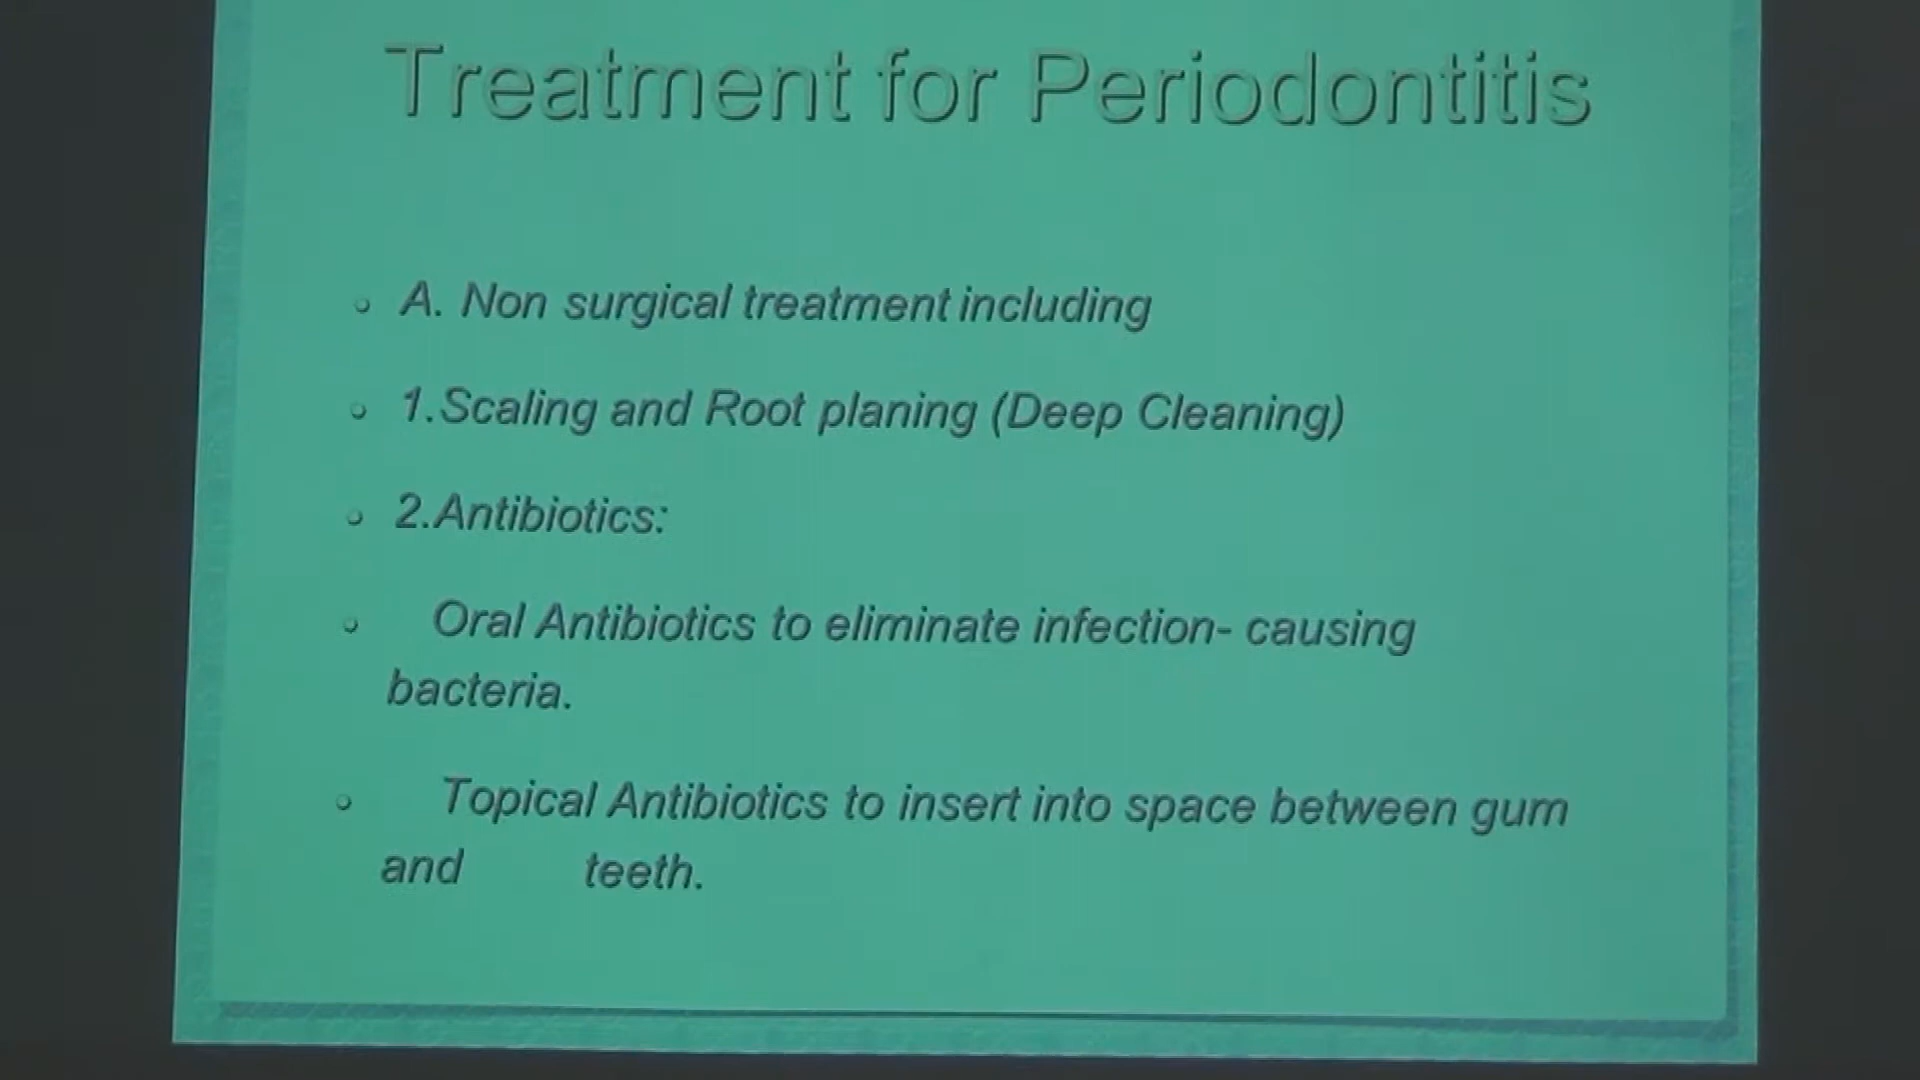 Treatment for Periodontitis
A. Non surgical treatment including
1.Scaling and Root planing (Deep Cleaning)
2.Antibiotics:
Oral Antibiotics to eliminate infection- causing
bacteria.
Topical Antibiotics to insert into space between gum
and teeth.